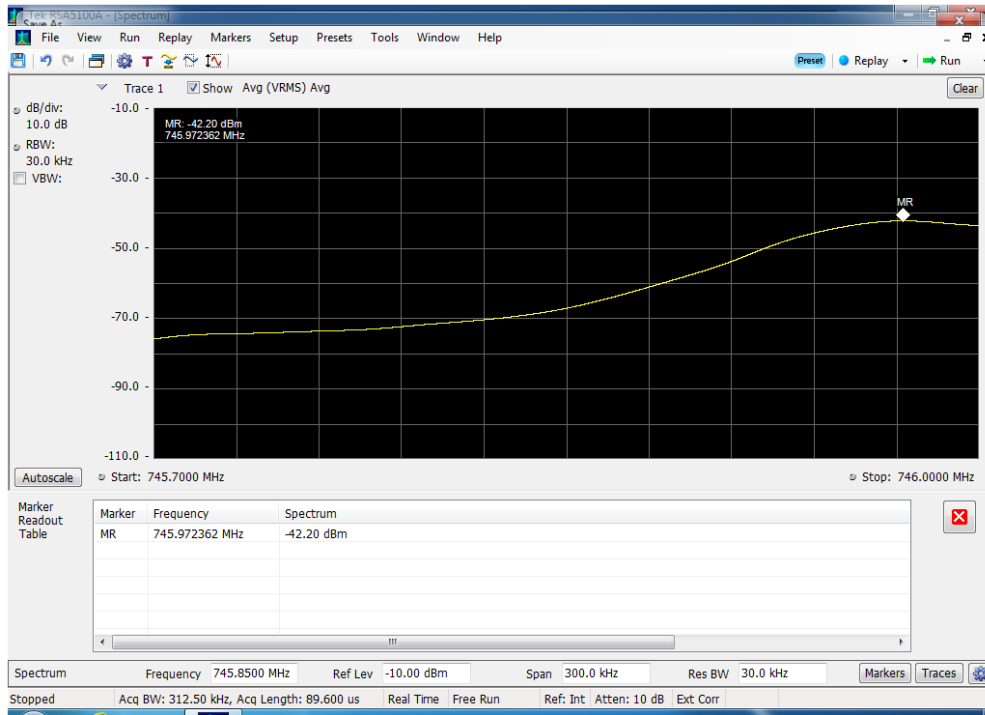 Tek RSA5100A - [Spectrum]
Save As
File View Run Replay Markers Setup Presets Tools Window Help
T Preset Replay Run
Trace 1 Show Avg (VRMS) Avg Clear
dB/div:
10.0 dB
RBW:
30.0 kHz
VBW:
-10.0 -
-30.0 -
-50.0 -
-70.0 -
-90.0 -
-110.0 -
MR: -42.20 dBm
745.972362 MHz
MR
Autoscale Start: 745.7000 MHz Stop: 746.0000 MHz
Marker
Readout
Table
Marker Frequency Spectrum
MR 745.972362 MHz -42.20 dBm
Spectrum Frequency 745.8500 MHz Ref Lev -10.00 dBm Span 300.0 kHz Res BW 30.0 kHz Markers Traces
Stopped Acq BW: 312.50 kHz, Acq Length: 89.600 us Real Time Free Run Ref: Int Atten: 10 dB Ext Corr